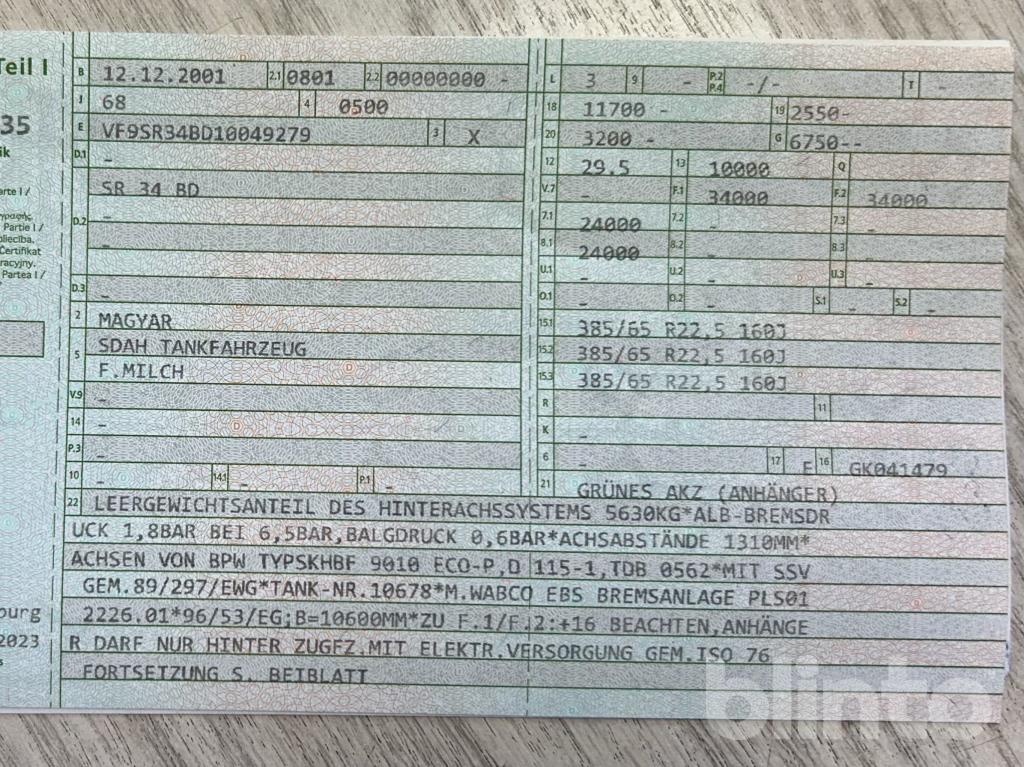 Teil I
35
ik
arte I /
γραφής.
Partie I /
Certifikat
racyjny.
Partea I /
ourg
2023
B 12.12.2001 2.1 0801 2.2 00000000 -
J 68 4 0500
E VF9SR34BD10049279 3 X
D.1 -
D.2 SR 34 BD
-
-
D.3 -
2 MAGYAR
5 SDAH TANKFAHRZEUG
F.MILCH
V.9 -
14 -
P.3 -
10 - 14.1 - P.1 -
L 3 9 - P.2 P.4 -/- T -
18 11700 - 19 2550-
20 3200 - G 6750--
12 29.5 13 10000 Q
V.7 - F.1 34000 F.2 34000
7.1 24000 7.2 - 7.3 -
8.1 24000 8.2 - 8.3 -
U.1 - U.2 - U.3 -
O.1 - O.2 - S.1 - S.2 -
15.1 385/65 R22,5 160J
15.2 385/65 R22,5 160J
15.3 385/65 R22,5 160J
R 11
K -
6 - 17 E 16 GK041479
21 GRÜNES AKZ (ANHÄNGER)
22 LEERGEWICHTSANTEIL DES HINTERACHSSYSTEMS 5630KG*ALB-BREMSDR
UCK 1,8BAR BEI 6,5BAR,BALGDRUCK 0,6BAR*ACHSABSTÄNDE 1310MM*
ACHSEN VON BPW TYPSKHBF 9010 ECO-P,D 115-1,TDB 0562*MIT SSV
GEM.89/297/EWG*TANK-NR.10678*M.WABCO EBS BREMSANLAGE PLS01
2226.01*96/53/EG;B=10600MM*ZU F.1/F.2:+16 BEACHTEN,ANHÄNGE
R DARF NUR HINTER ZUGFZ.MIT ELEKTR.VERSORGUNG GEM.ISO 76
FORTSETZUNG S. BEIBLATT
blinto